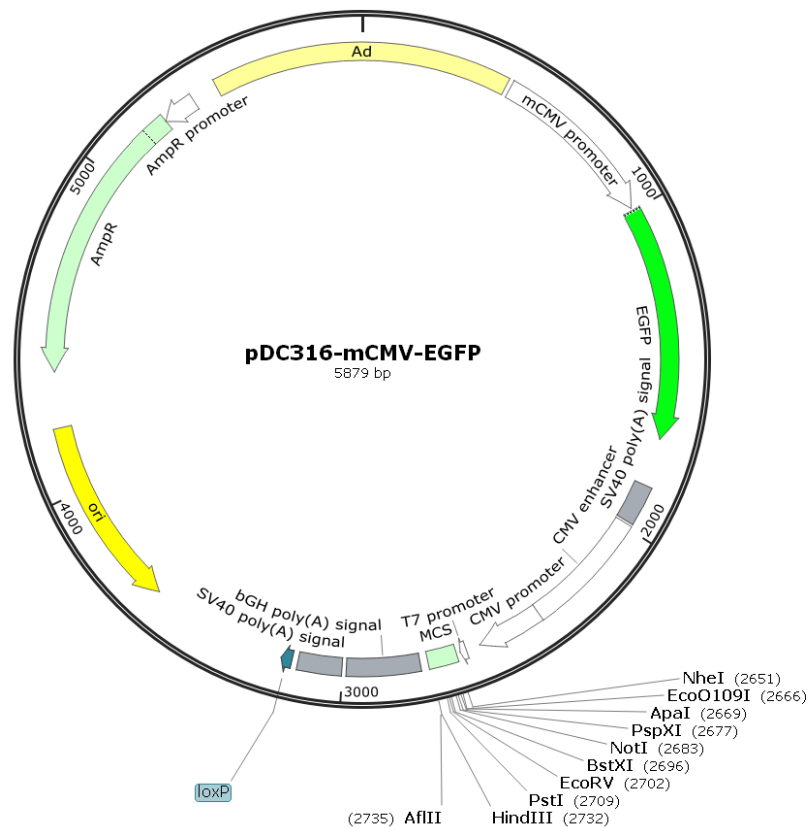 Ad
mCMV promoter
1000
EGFP
SV40 poly(A) signal
2000
CMV enhancer
CMV promoter
T7 promoter
MCS
bGH poly(A) signal
SV40 poly(A) signal
3000
loxP
ori
4000
AmpR
5000
AmpR promoter
pDC316-mCMV-EGFP
5879 bp
NheI (2651)
EcoO109I (2666)
ApaI (2669)
PspXI (2677)
NotI (2683)
BstXI (2696)
EcoRV (2702)
PstI (2709)
HindIII (2732)
(2735) AflII